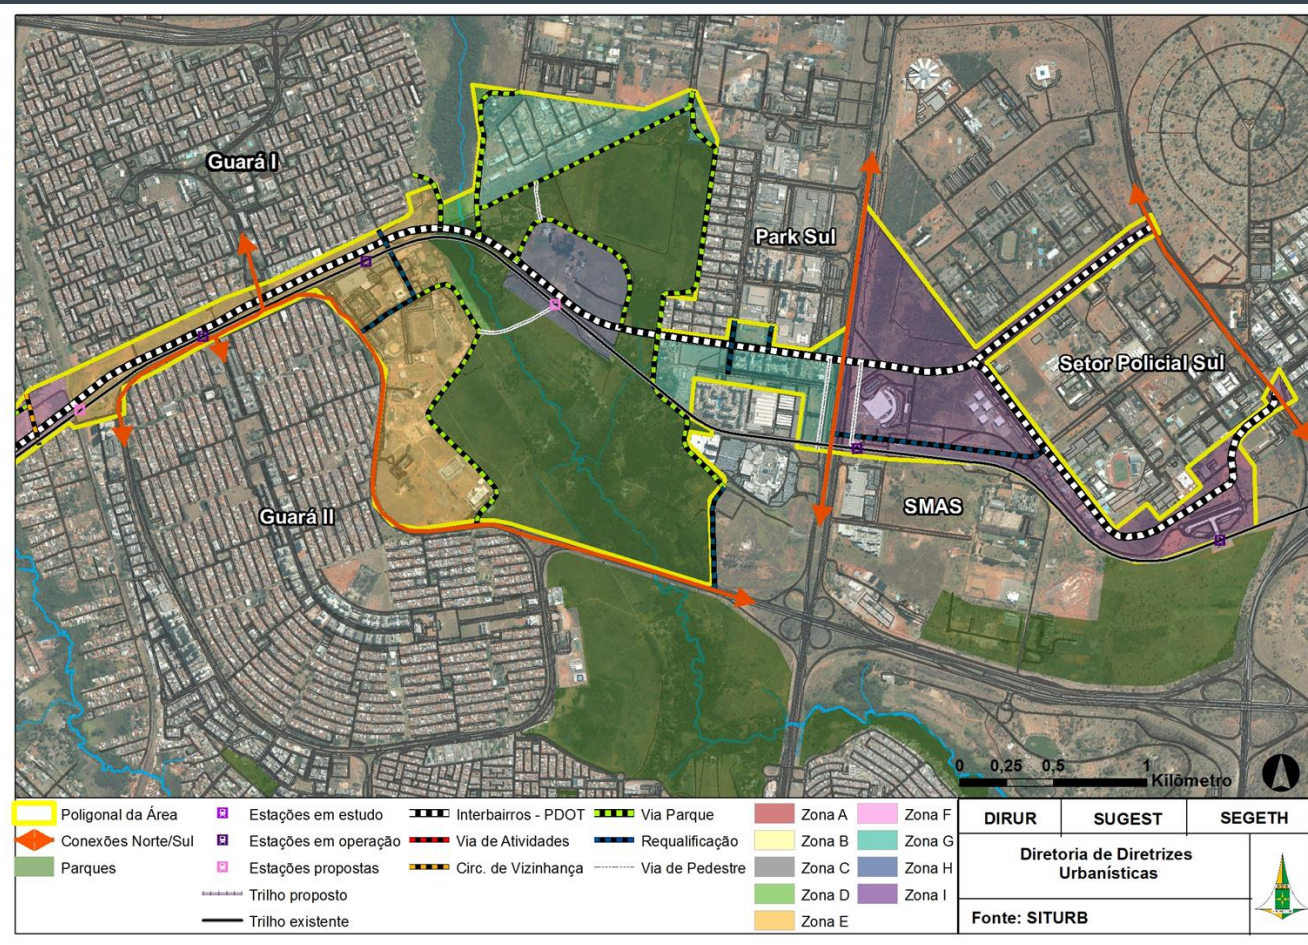 Guará I
Park Sul
Setor Policial Sul
Guará II
SMAS
0 0,25 0,5 1
Kilômetro
Poligonal da Área
Conexões Norte/Sul
Parques
Estações em estudo
Estações em operação
Estações propostas
Trilho proposto
Trilho existente
Interbairros - PDOT
Via de Atividades
Circ. de Vizinhança
Via Parque
Requalificação
Via de Pedestre
Zona A
Zona B
Zona C
Zona D
Zona E
Zona F
Zona G
Zona H
Zona I
DIRUR SUGEST SEGETH
Diretoria de Diretrizes
Urbanísticas
Fonte: SITURB